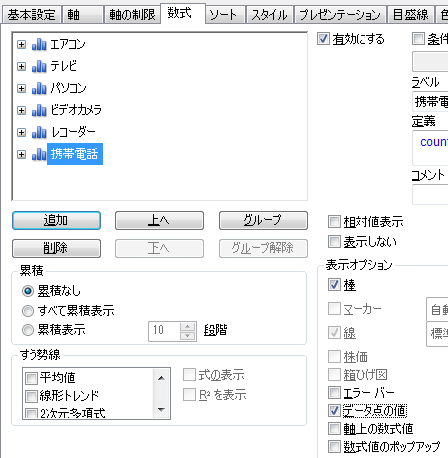 基本設定 軸 軸の制限 数式 ソート スタイル プレゼンテーション 目盛線
エアコン
テレビ
パソコン
ビデオカメラ
レコーダー
携帯電話
有効にする
条件
ラベル
携帯電
定義
coun
コメント
追加 上へ グループ
削除 下へ グループ解除
相対値表示
表示しない
累積
累積なし
すべて累積表示
累積表示 10 段階
すう勢線
平均値
線形トレンド
2次元多項式
式の表示
R² を表示
表示オプション
棒
マーカー 自動
線 標準
株価
箱ひげ図
エラー バー
データ点の値
軸上の数式値
数式値のポップアップ